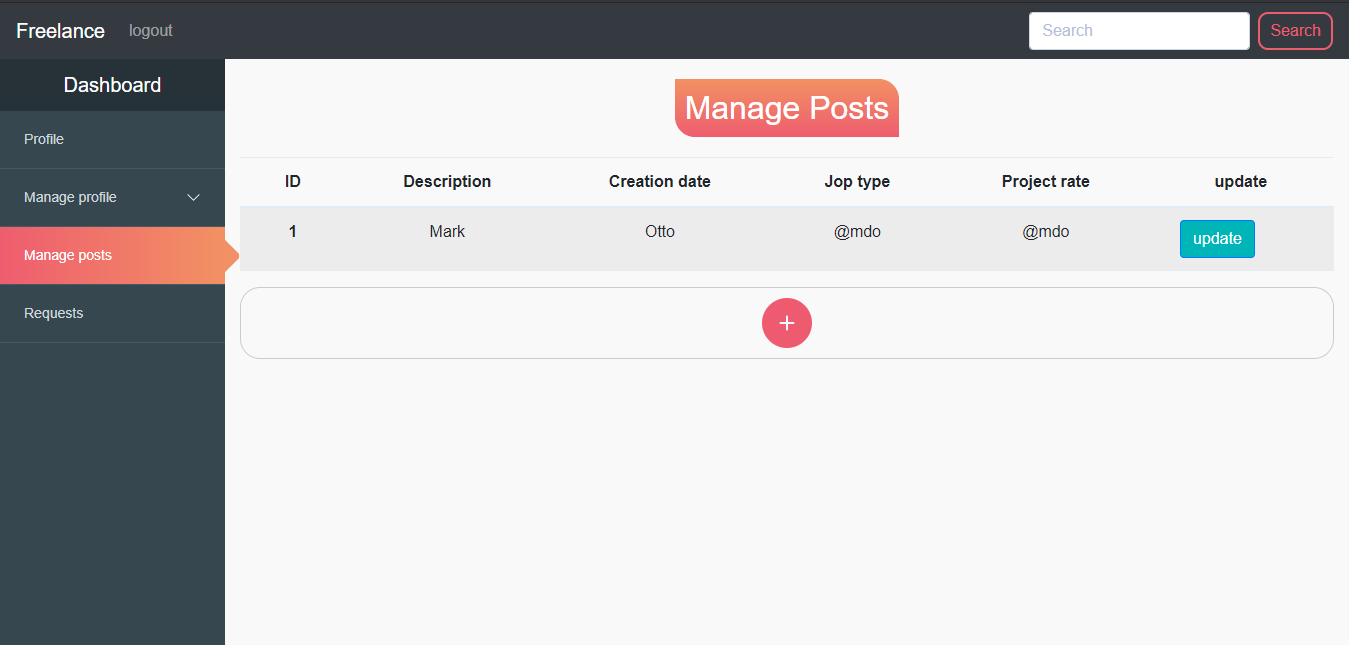 Freelance logout Search Search
Dashboard
Manage Posts
Profile
Manage profile
Manage posts
Requests
ID Description Creation date Jop type Project rate update
1 Mark Otto @mdo @mdo update
+